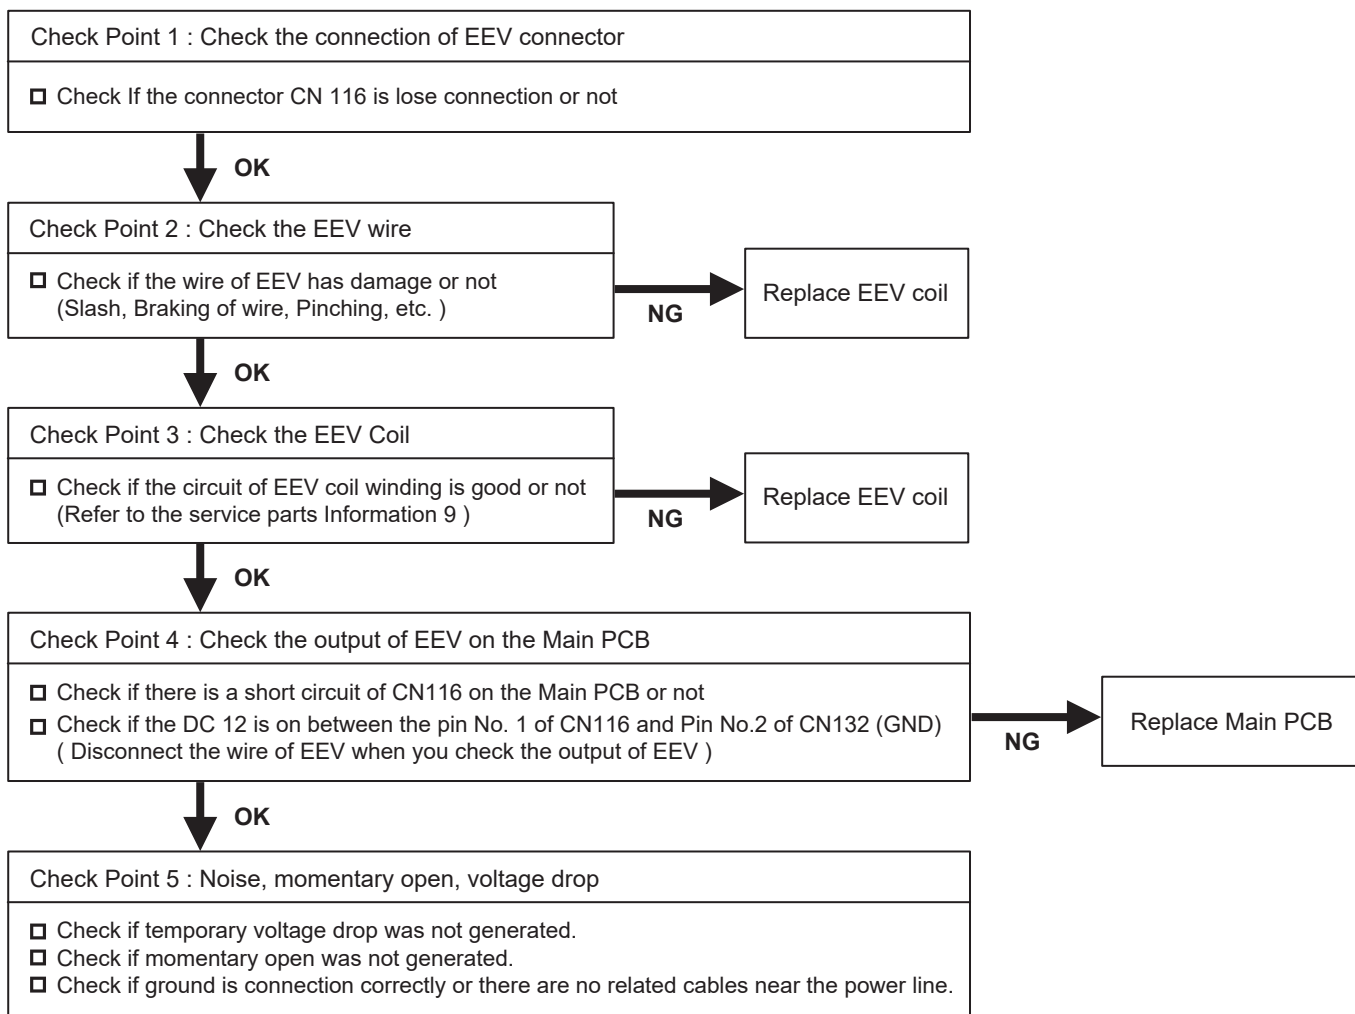 Check Point 1 : Check the connection of EEV connector
Check If the connector CN 116 is lose connection or not
OK
Check Point 2 : Check the EEV wire
Check if the wire of EEV has damage or not
(Slash, Braking of wire, Pinching, etc. )
NG
Replace EEV coil
OK
Check Point 3 : Check the EEV Coil
Check if the circuit of EEV coil winding is good or not
(Refer to the service parts Information 9 )
NG
Replace EEV coil
OK
Check Point 4 : Check the output of EEV on the Main PCB
Check if there is a short circuit of CN116 on the Main PCB or not
Check if the DC 12 is on between the pin No. 1 of CN116 and Pin No.2 of CN132 (GND)
( Disconnect the wire of EEV when you check the output of EEV )
NG
Replace Main PCB
OK
Check Point 5 : Noise, momentary open, voltage drop
Check if temporary voltage drop was not generated.
Check if momentary open was not generated.
Check if ground is connection correctly or there are no related cables near the power line.